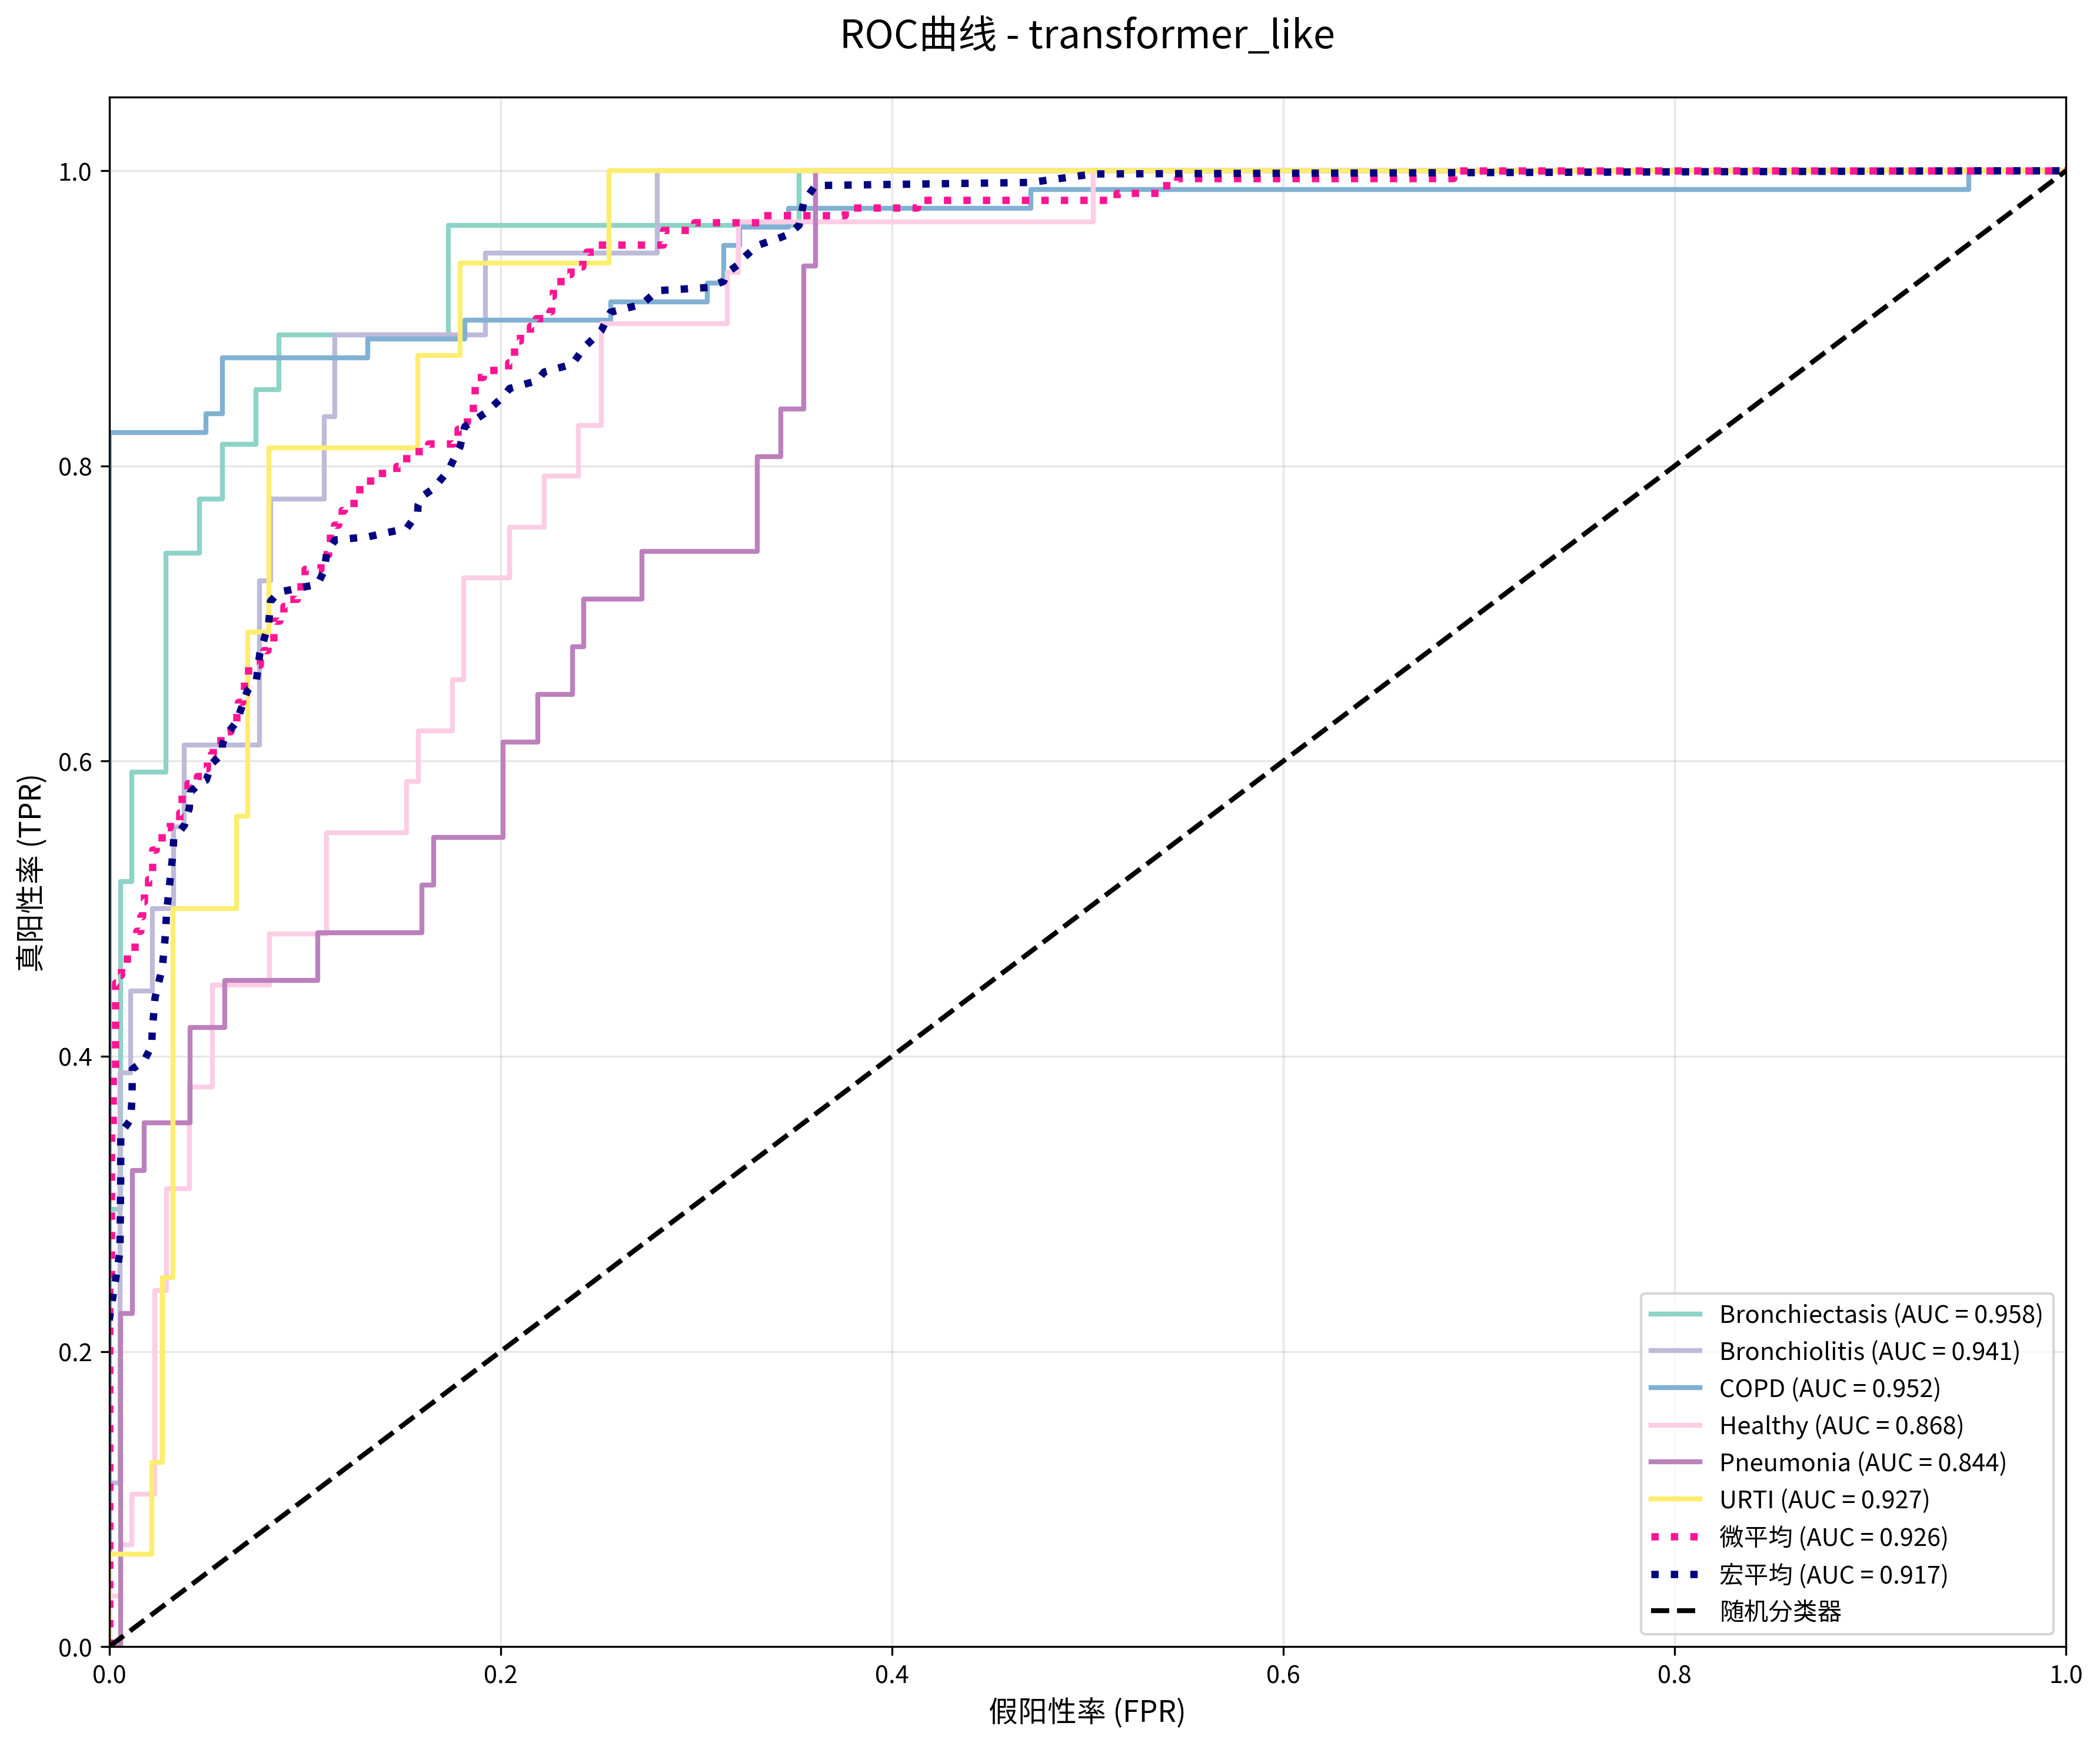 ROC曲线 - transformer_like
真阳性率 (TPR)
1.0
0.8
0.6
0.4
0.2
0.0
0.0 0.2 0.4 0.6 0.8 1.0
假阳性率 (FPR)
Bronchiectasis (AUC = 0.958)
Bronchiolitis (AUC = 0.941)
COPD (AUC = 0.952)
Healthy (AUC = 0.868)
Pneumonia (AUC = 0.844)
URTI (AUC = 0.927)
微平均 (AUC = 0.926)
宏平均 (AUC = 0.917)
随机分类器